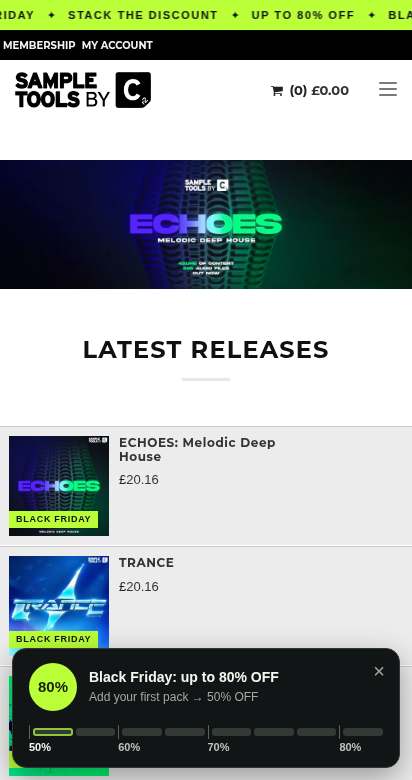 RIDAY ✦ STACK THE DISCOUNT ✦ UP TO 80% OFF ✦ BLA
MEMBERSHIP MY ACCOUNT
SAMPLE
TOOLS BY C
(0) £0.00
SAMPLE
TOOLS BY C
ECHOES
MELODIC DEEP HOUSE
OUT NOW
LATEST RELEASES
ECHOES
BLACK FRIDAY
ECHOES: Melodic Deep
House
£20.16
TRANCE
BLACK FRIDAY
TRANCE
£20.16
80%
Black Friday: up to 80% OFF
Add your first pack → 50% OFF
×
50% 60% 70% 80%